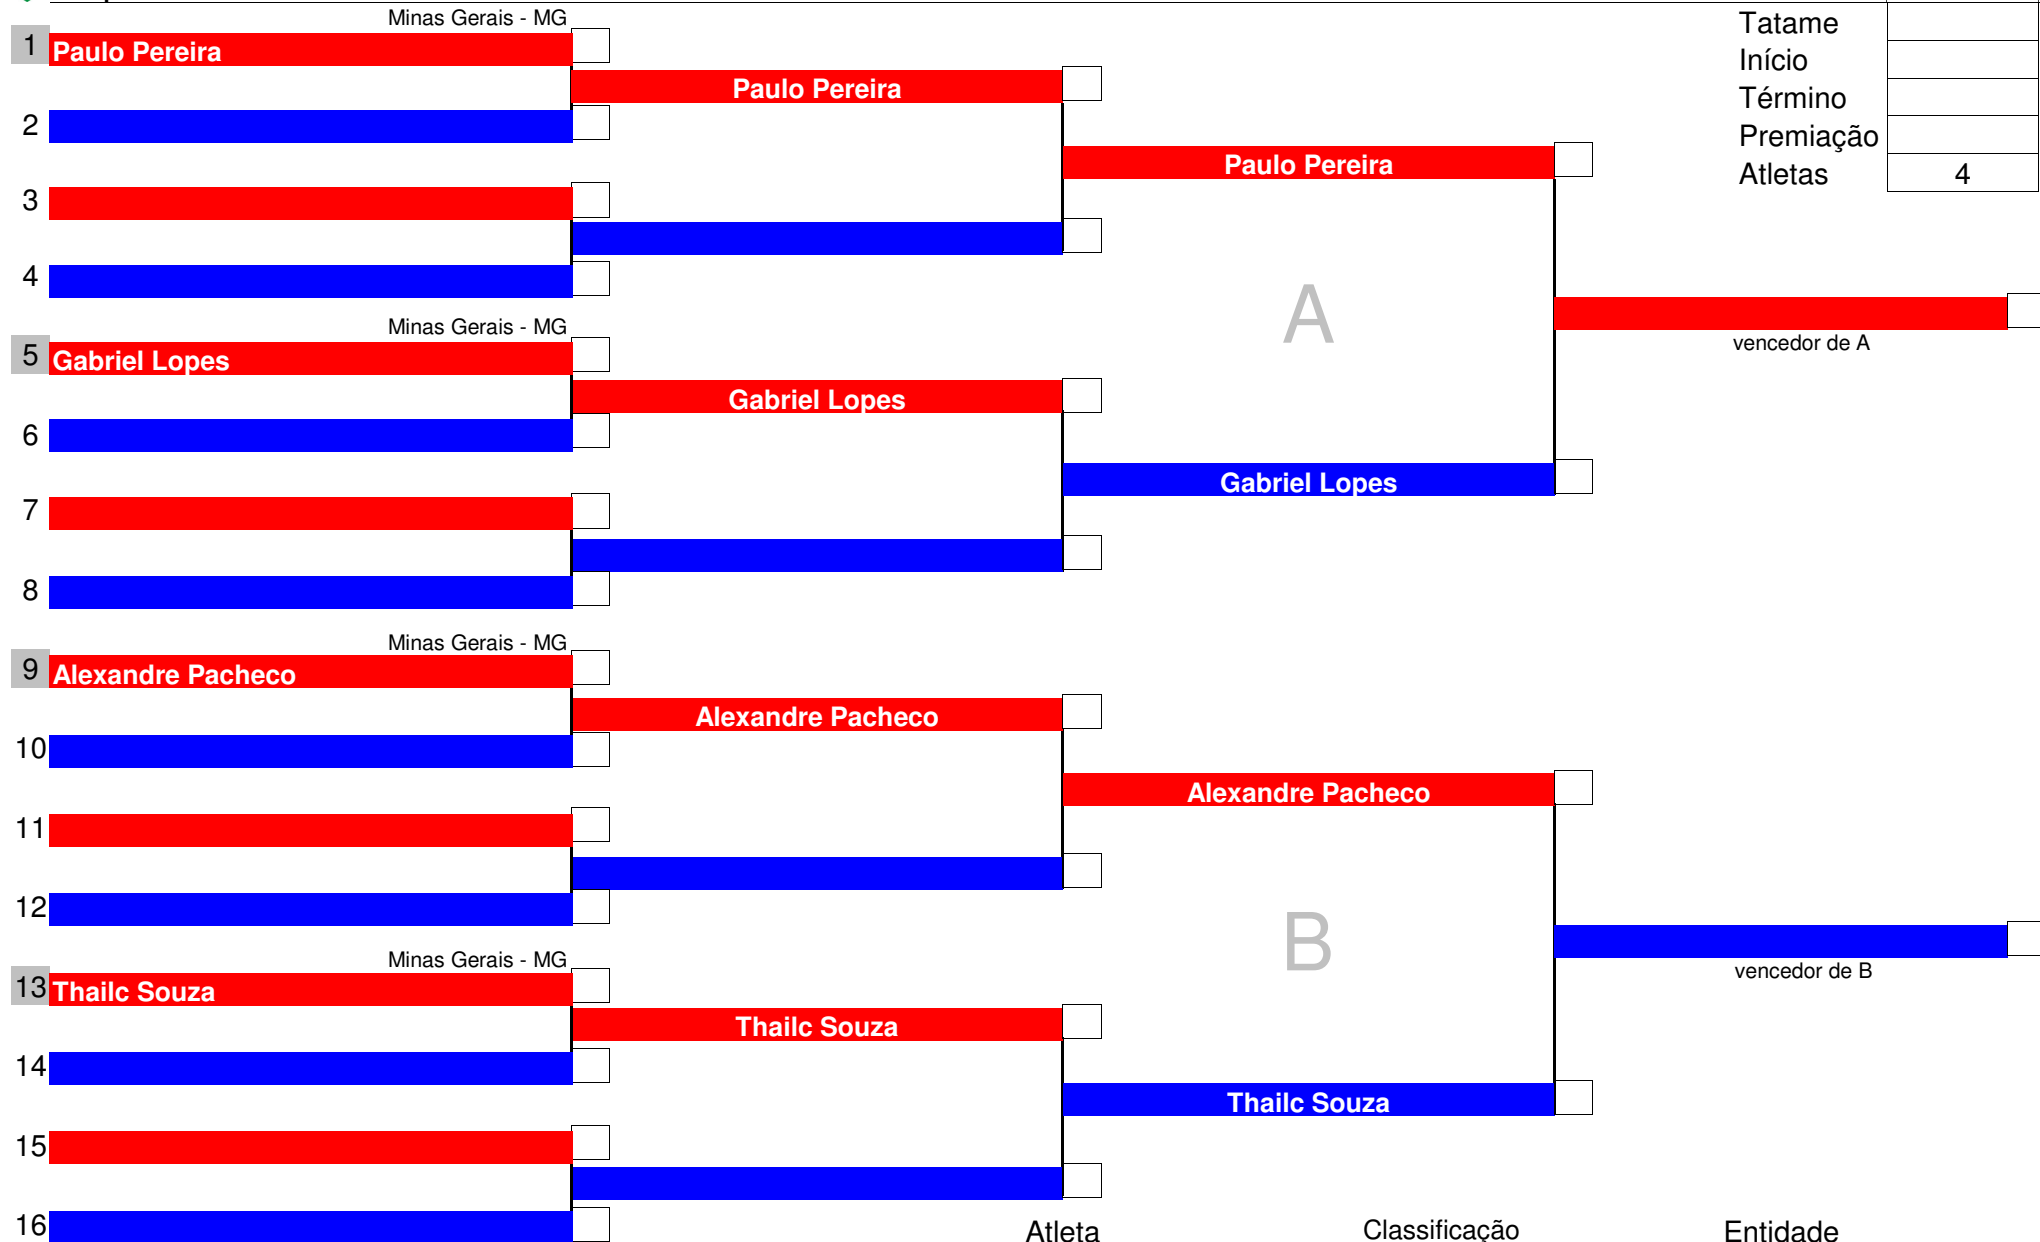 Minas Gerais - MG
1 Paulo Pereira
Paulo Pereira
2
Paulo Pereira
3
4
Tatame
Início
Término
Premiação
Atletas 4
A
vencedor de A
Minas Gerais - MG
5 Gabriel Lopes
Gabriel Lopes
6
Gabriel Lopes
7
8
Minas Gerais - MG
9 Alexandre Pacheco
Alexandre Pacheco
10
Alexandre Pacheco
11
12
B
vencedor de B
Minas Gerais - MG
13 Thailc Souza
Thailc Souza
14
Thailc Souza
15
16
Atleta Classificação Entidade